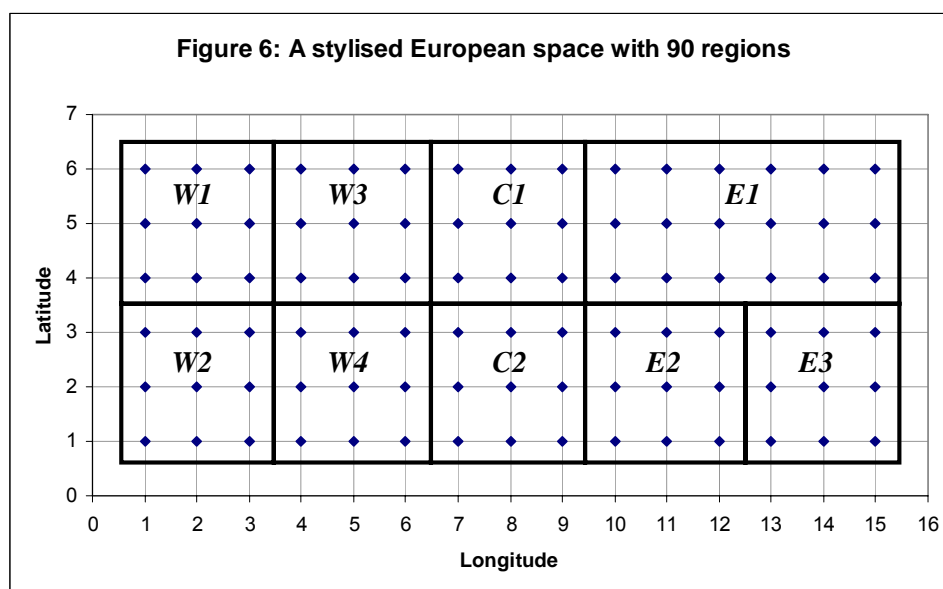 Figure 6: A stylised European space with 90 regions
7
6
W1 W3 C1 E1
5
4
Latitude
3
W2 W4 C2 E2 E3
2
1
0
0 1 2 3 4 5 6 7 8 9 10 11 12 13 14 15 16
Longitude